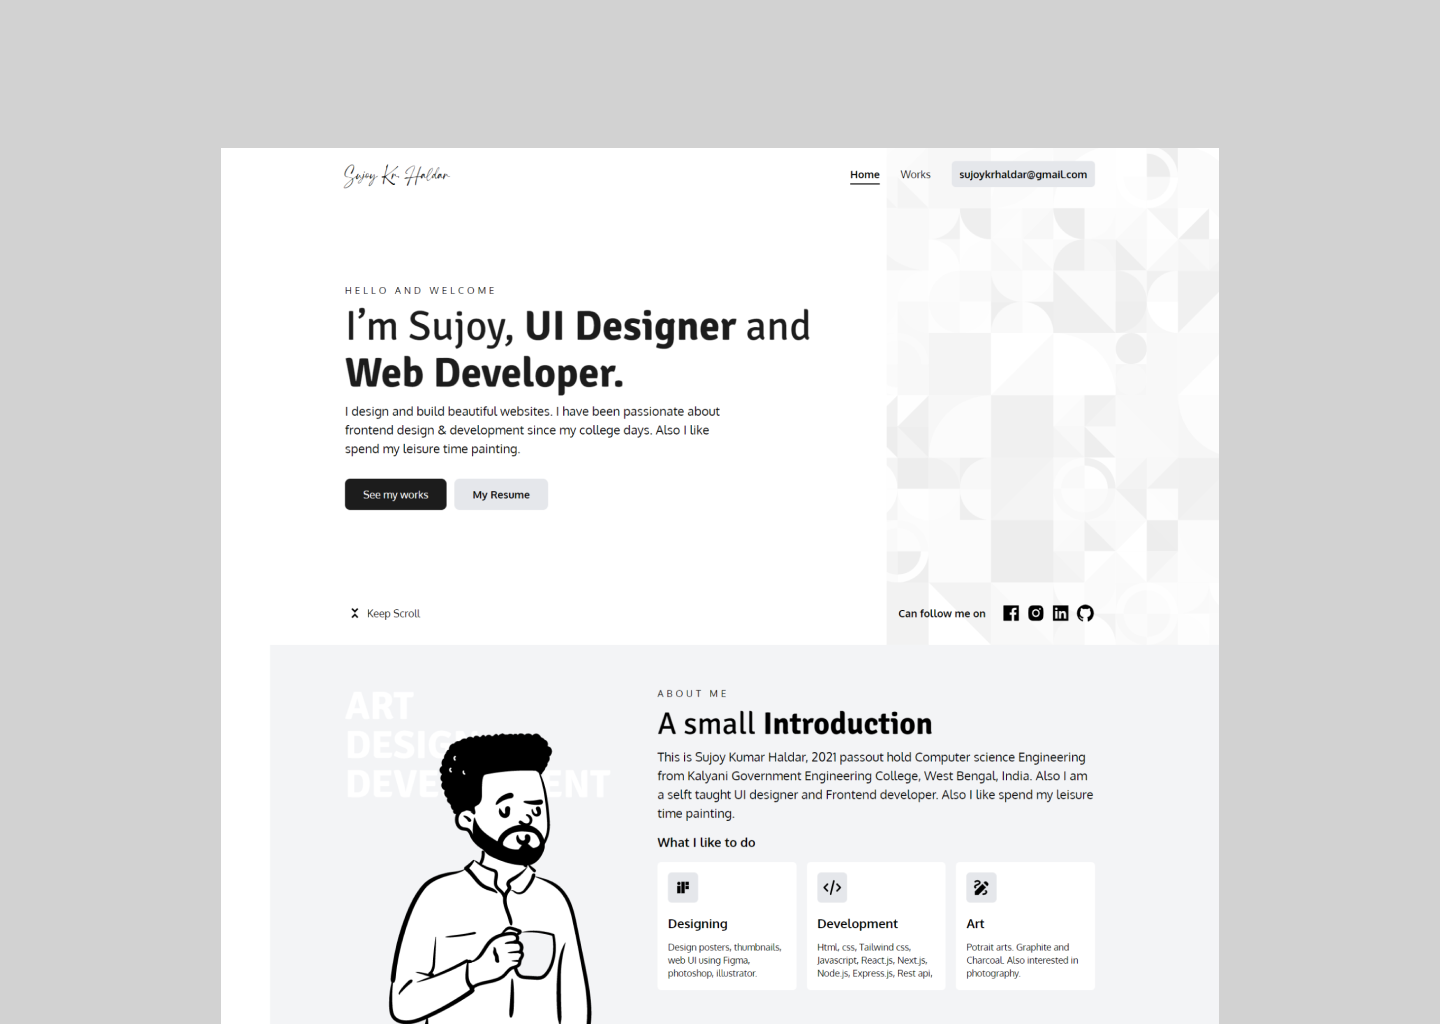 Sujoy Kr. Haldar
Home Works sujoykrhaldar@gmail.com
HELLO AND WELCOME
I'm Sujoy, UI Designer and
Web Developer.
I design and build beautiful websites. I have been passionate about
frontend design & development since my college days. Also I like
spend my leisure time painting.
See my works My Resume
Keep Scroll
Can follow me on
ART
DESIGN
DEVELOPMENT
ABOUT ME
A small Introduction
This is Sujoy Kumar Haldar, 2021 passout hold Computer science Engineering
from Kalyani Government Engineering College, West Bengal, India. Also I am
a selft taught UI designer and Frontend developer. Also I like spend my leisure
time painting.
What I like to do
Designing
Design posters, thumbnails,
web UI using Figma,
photoshop, illustrator.
Development
Html, css, Tailwind css,
Javascript, React.js, Next.js,
Node.js, Express.js, Rest api,
Art
Potrait arts. Graphite and
Charcoal. Also interested in
photography.